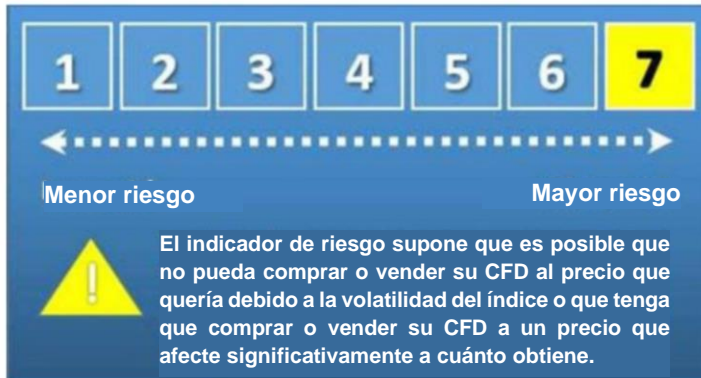 1 2 3 4 5 6 7
Menor riesgo Mayor riesgo
!
El indicador de riesgo supone que es posible que
no pueda comprar o vender su CFD al precio que
quería debido a la volatilidad del índice o que tenga
que comprar o vender su CFD a un precio que
afecte significativamente a cuánto obtiene.